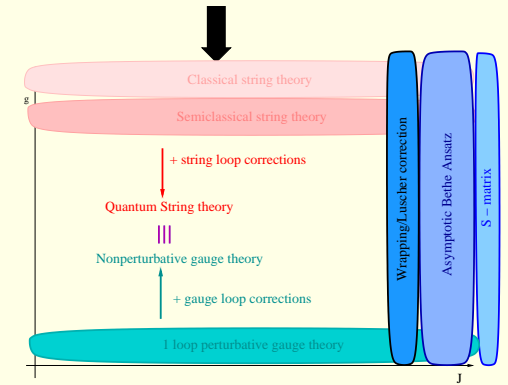 Classical string theory
g
Semiclassical string theory
+ string loop corrections
Quantum String theory
Nonperturbative gauge theory
+ gauge loop corrections
1 loop perturbative gauge theory
J
Wrapping/Luscher correction
Asymptotic Bethe Ansatz
S − matrix